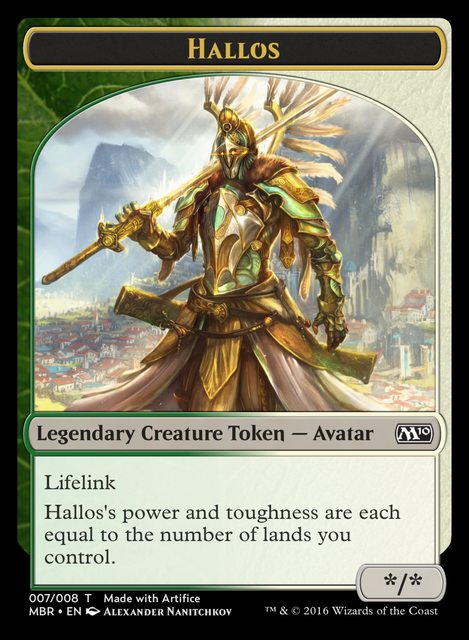 Hallos
Legendary Creature Token — Avatar
M10
Lifelink
Hallos's power and toughness are each
equal to the number of lands you
control.
*/*
007/008 T Made with Artifice
MBR • EN Alexander Nanitchkov
™ & © 2016 Wizards of the Coast